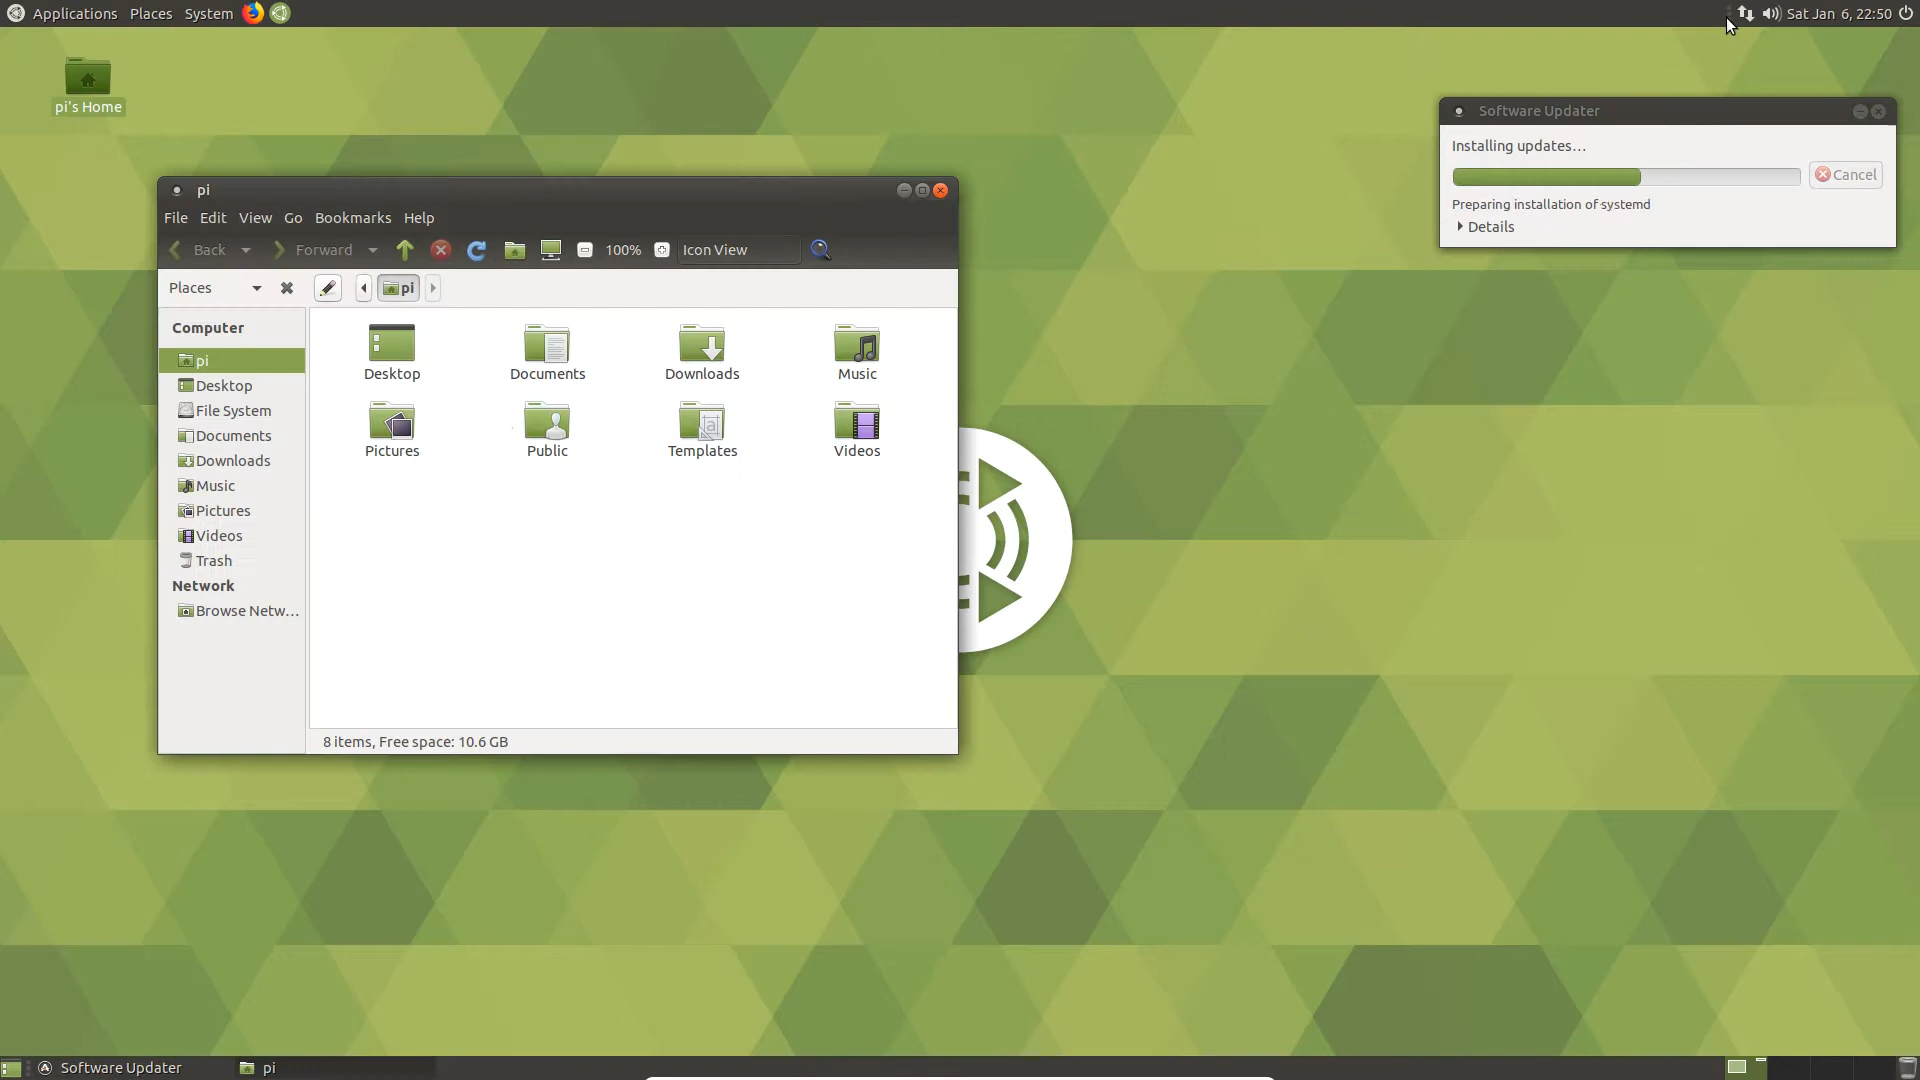 Applications Places System Sat Jan 6, 22:50
pi's Home
Software Updater
Installing updates…
Cancel
Preparing installation of systemd
Details
pi
File Edit View Go Bookmarks Help
Back Forward 100% Icon View
Places pi
Computer
pi
Desktop
File System
Documents
Downloads
Music
Pictures
Videos
Trash
Network
Browse Netw…
Desktop Documents Downloads Music
Pictures Public Templates Videos
8 items, Free space: 10.6 GB
Software Updater pi